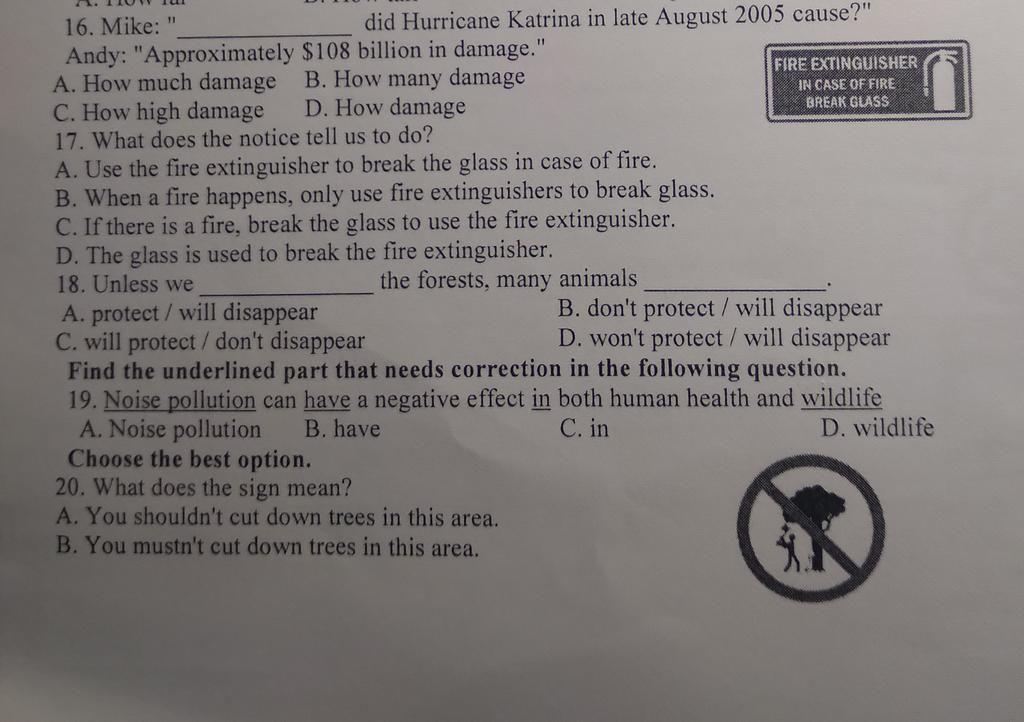 16. Mike: "_______________ did Hurricane Katrina in late August 2005 cause?"
Andy: "Approximately $108 billion in damage."
A. How much damage B. How many damage
C. How high damage D. How damage
FIRE EXTINGUISHER
IN CASE OF FIRE
BREAK GLASS
17. What does the notice tell us to do?
A. Use the fire extinguisher to break the glass in case of fire.
B. When a fire happens, only use fire extinguishers to break glass.
C. If there is a fire, break the glass to use the fire extinguisher.
D. The glass is used to break the fire extinguisher.
18. Unless we _______________ the forests, many animals ________________.
A. protect / will disappear B. don't protect / will disappear
C. will protect / don't disappear D. won't protect / will disappear
Find the underlined part that needs correction in the following question.
19. Noise pollution can have a negative effect in both human health and wildlife
A. Noise pollution B. have C. in D. wildlife
Choose the best option.
20. What does the sign mean?
A. You shouldn't cut down trees in this area.
B. You mustn't cut down trees in this area.